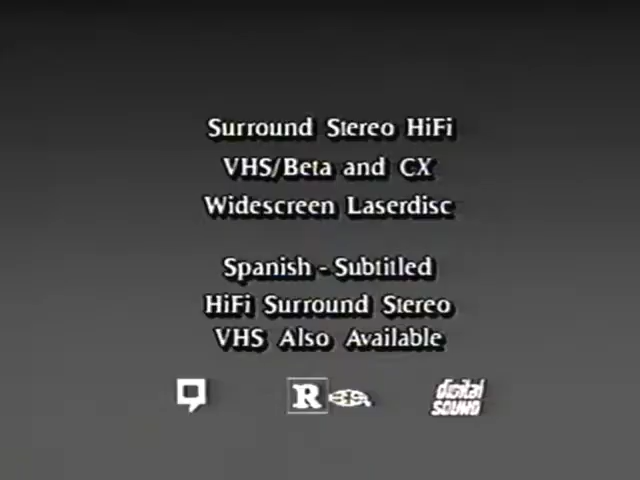 Surround Stereo HiFi
VHS/Beta and CX
Widescreen Laserdisc
Spanish - Subtitled
HiFi Surround Stereo
VHS Also Available
R
digital SOUND